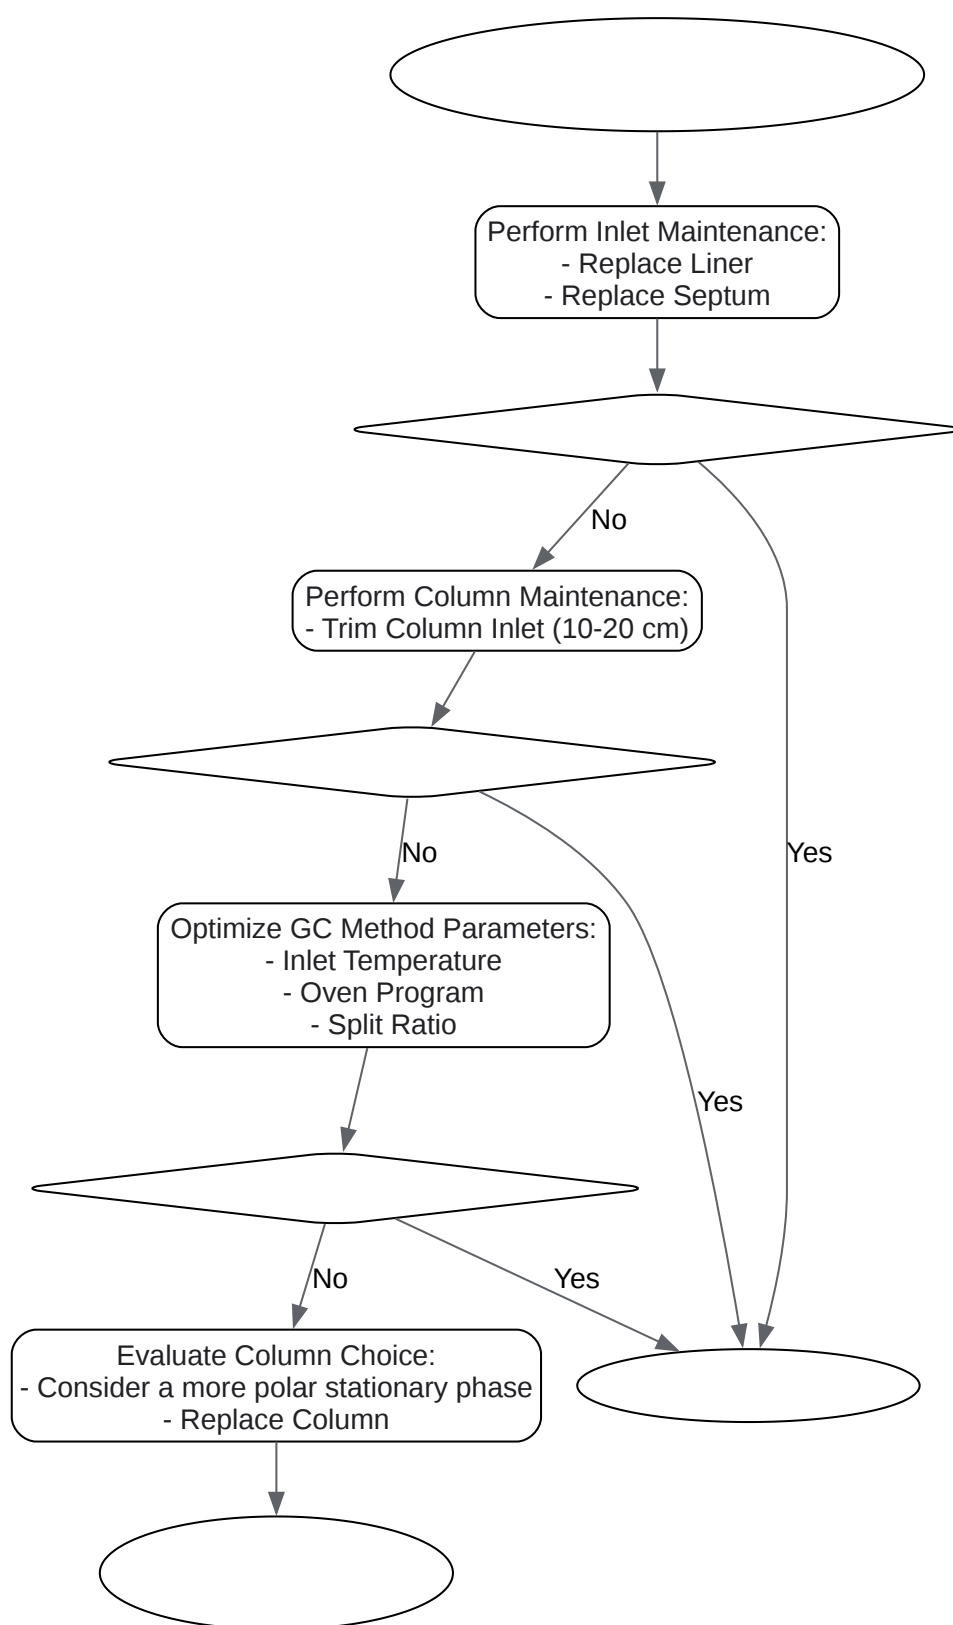 Perform Inlet Maintenance:
- Replace Liner
- Replace Septum
No
Perform Column Maintenance:
- Trim Column Inlet (10-20 cm)
No
Yes
Optimize GC Method Parameters:
- Inlet Temperature
- Oven Program
- Split Ratio
Yes
No
Yes
Evaluate Column Choice:
- Consider a more polar stationary phase
- Replace Column